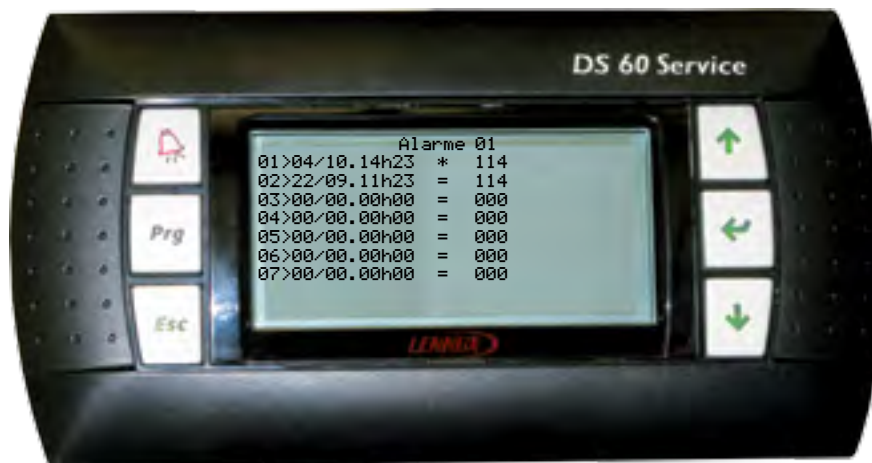 DS 60 Service
Alarme 01
01>04/10.14h23 * 114
02>22/09.11h23 = 114
03>00/00.00h00 = 000
04>00/00.00h00 = 000
05>00/00.00h00 = 000
06>00/00.00h00 = 000
07>00/00.00h00 = 000
Prg
Esc
LENNOX